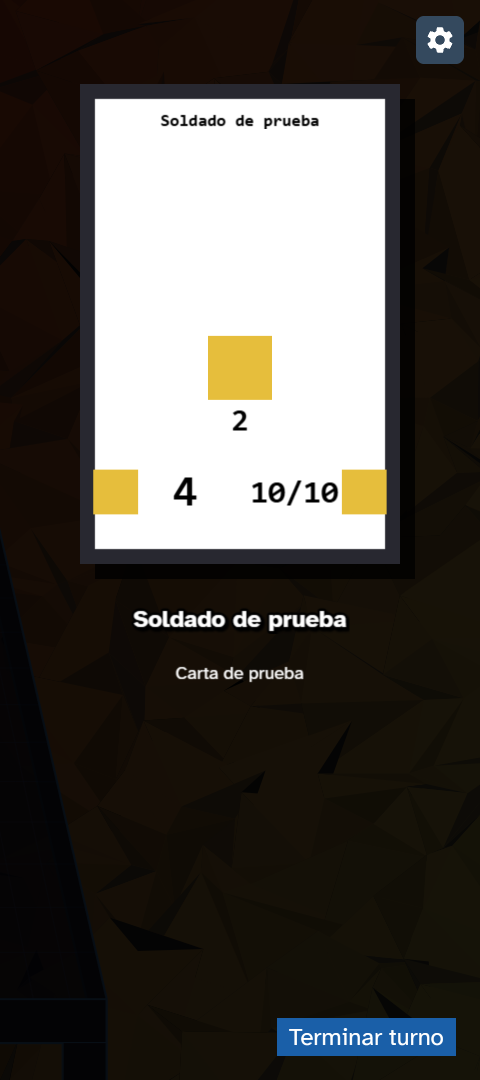 Soldado de prueba
2
4 10/10
Soldado de prueba
Carta de prueba
Terminar turno